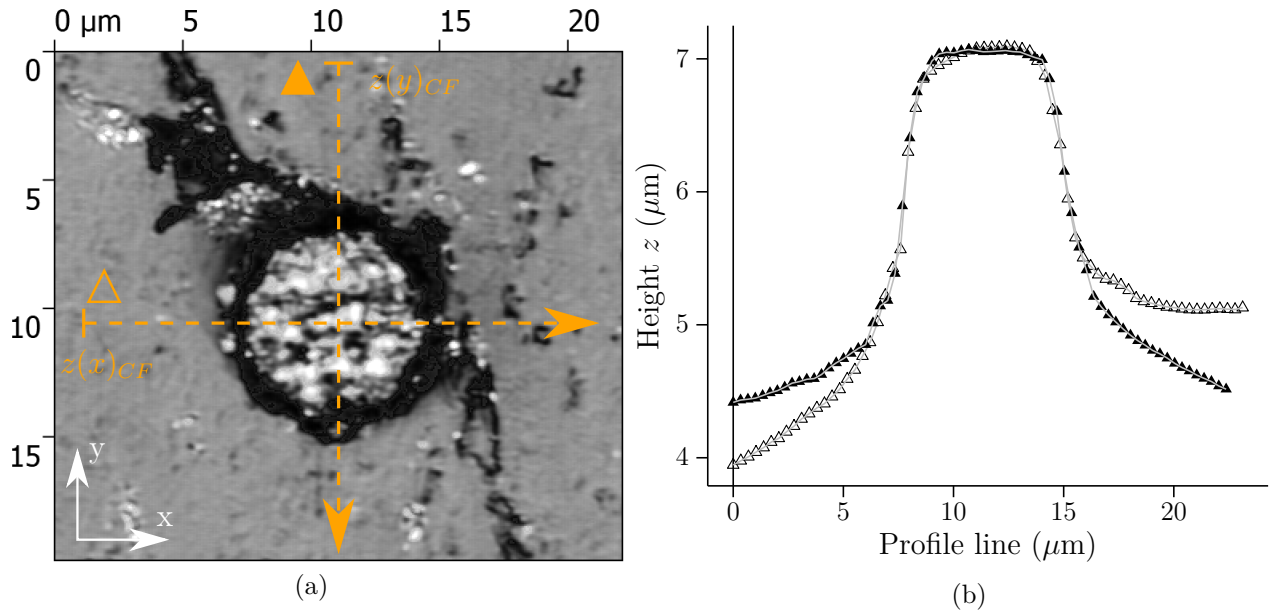 0 μm 5 10 15 20
0
5
10
15
z(y)CF
z(x)CF
y
x
(a)
7
6
5
4
Height z (μm)
0 5 10 15 20
Profile line (μm)
(b)